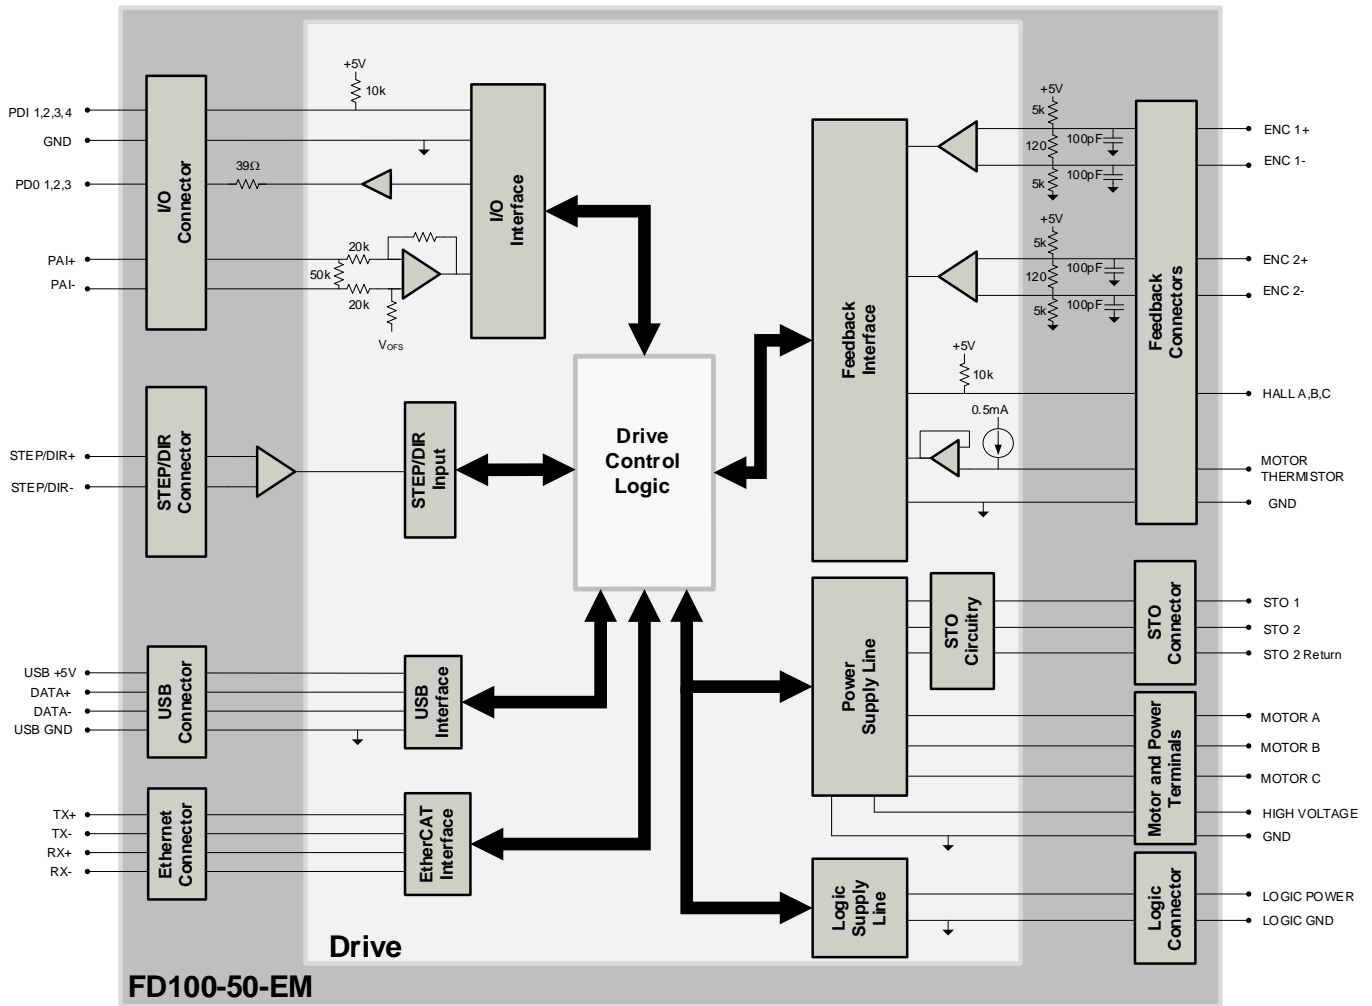 +5V
10k
PDI 1,2,3,4
GND
39Ω
PD0 1,2,3
I/O
Connector
I/O
Interface
PAI+
20k
50k
PAI-
20k
VOFS
STEP/DIR+
STEP/DIR-
STEP/DIR
Connector
STEP/DIR
Input
Drive
Control
Logic
USB +5V
DATA+
DATA-
USB GND
USB
Connector
USB
Interface
TX+
TX-
RX+
RX-
Ethernet
Connector
EtherCAT
Interface
Feedback
Interface
+5V
5k
100pF
120
100pF
5k
+5V
5k
100pF
120
100pF
5k
+5V
10k
0.5mA
Feedback
Connectors
ENC 1+
ENC 1-
ENC 2+
ENC 2-
HALL A,B,C
MOTOR
THERMISTOR
GND
Power
Supply Line
STO
Circuitry
STO
Connector
STO 1
STO 2
STO 2 Return
Motor and Power
Terminals
MOTOR A
MOTOR B
MOTOR C
HIGH VOLTAGE
GND
Logic
Supply
Line
Logic
Connector
LOGIC POWER
LOGIC GND
Drive
FD100-50-EM